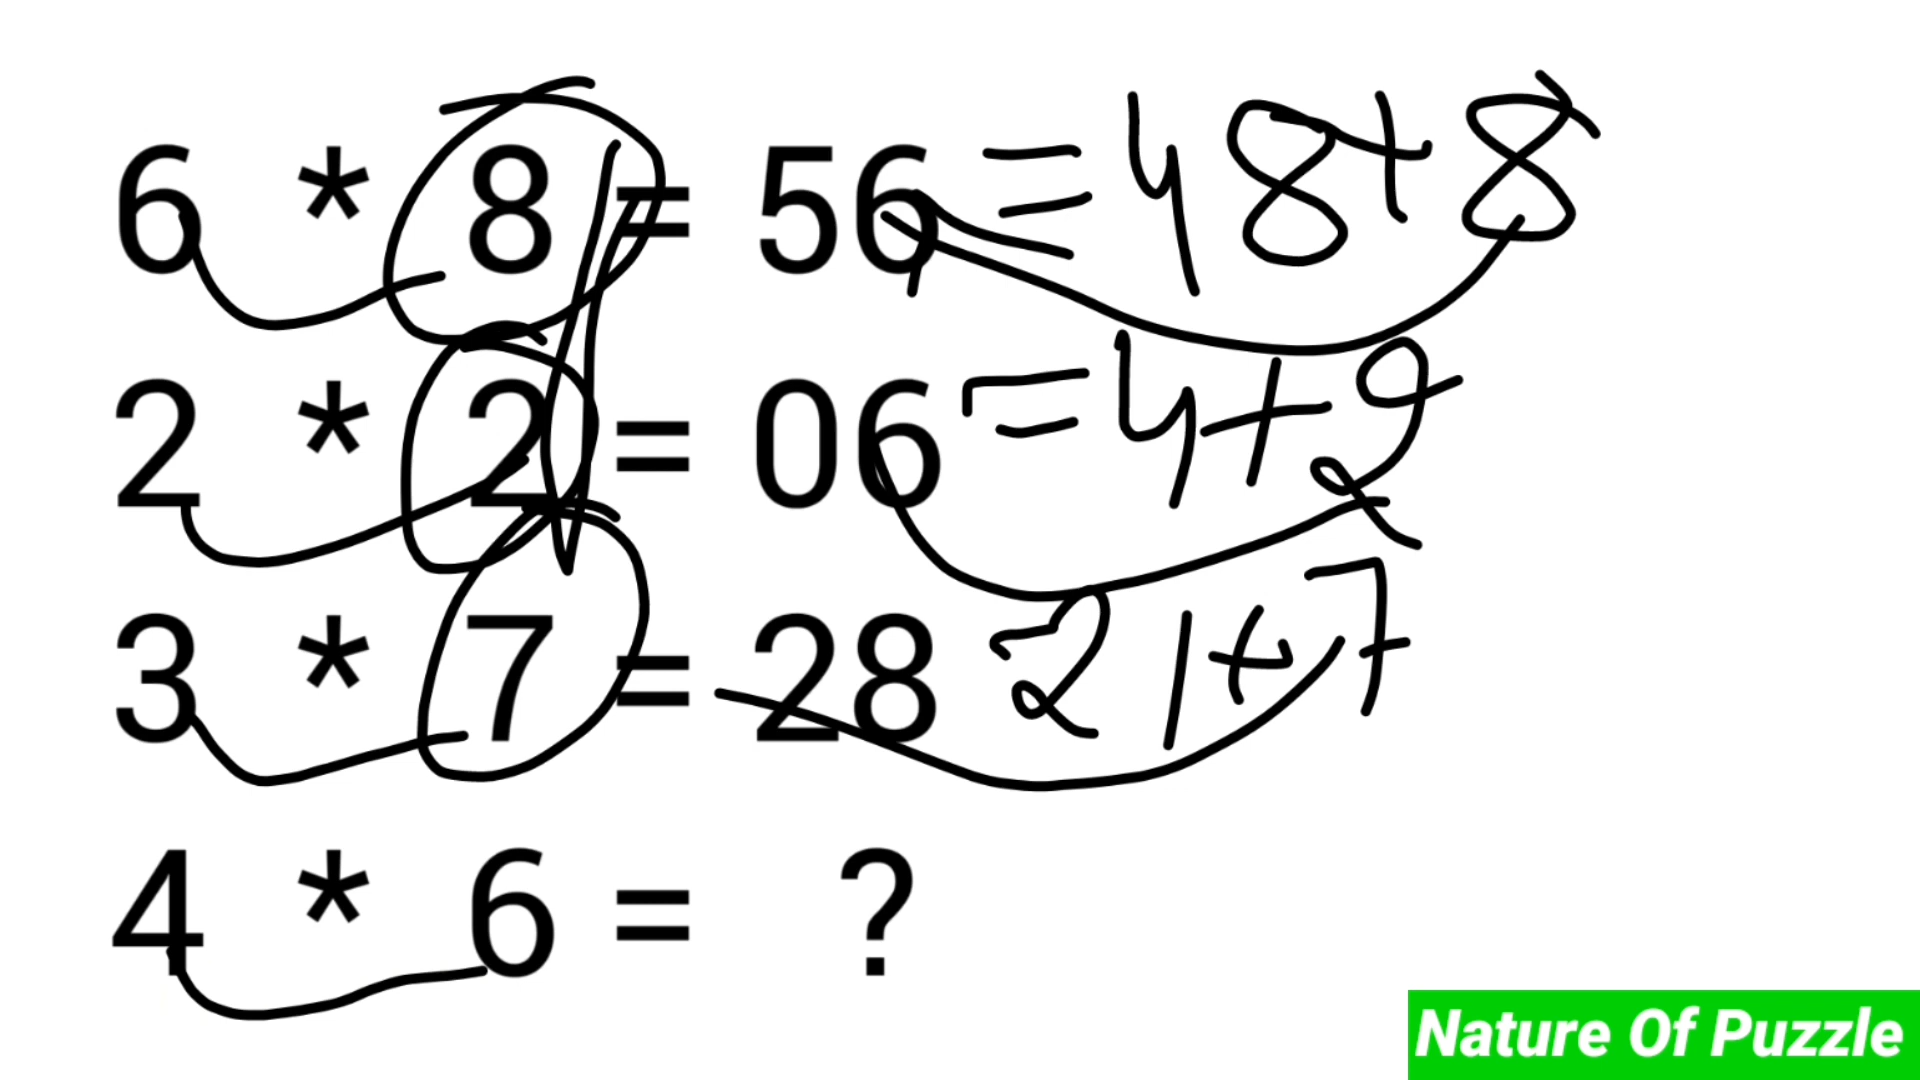 6 * 8 = 56 = 48+8
2 * 2 = 06 = 4+2
3 * 7 = 28 21+7
4 * 6 = ?
Nature Of Puzzle